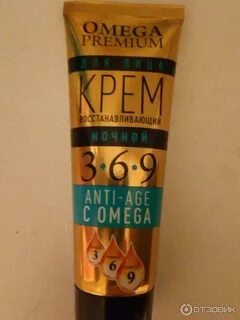 OMEGA
PREMIUM
ДЛЯ ЛИЦА
КРЕМ
ВОССТАНАВЛИВАЮЩИЙ
НОЧНОЙ
3·6·9
ANTI-AGE
С OMEGA
3 6 9
ОТЗОВИК